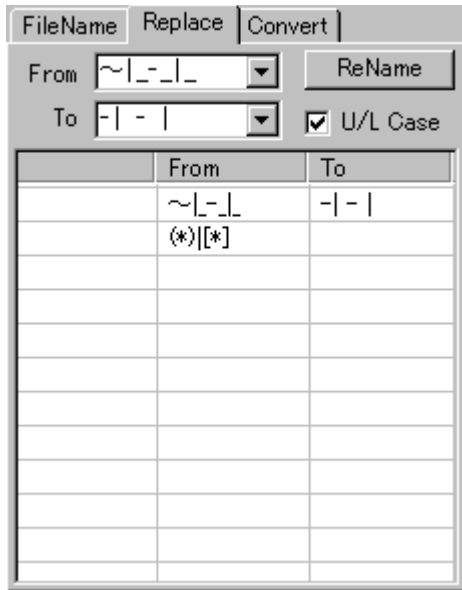 FileName Replace Convert
From ～|_-_|_ ReName
To -| - | U/L Case
From To
～|_-_|_ -| - |
(*)|[*]